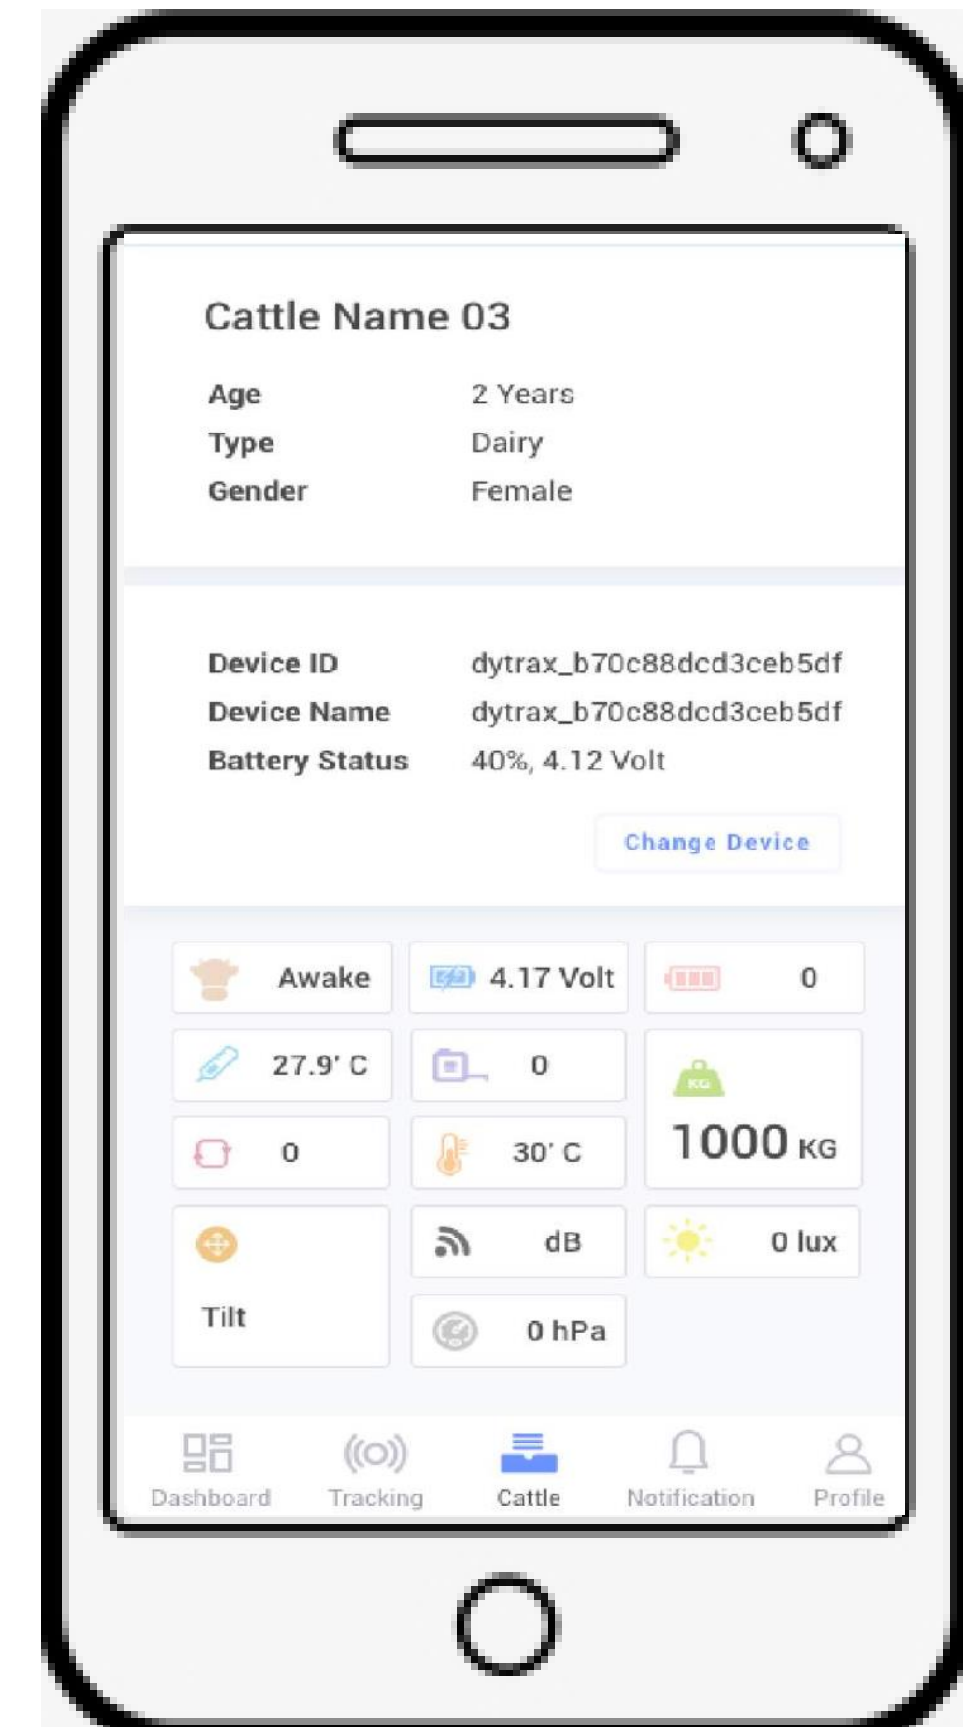 Cattle Name 03
Age 2 Years
Type Dairy
Gender Female
Device ID dytrax_b70c88dcd3ceb5df
Device Name dytrax_b70c88dcd3ceb5df
Battery Status 40%, 4.12 Volt
Change Device
Awake 4.17 Volt 0
27.9' C 0
KG
1000 KG
0 30' C
dB 0 lux
Tilt
0 hPa
Dashboard Tracking Cattle Notification Profile